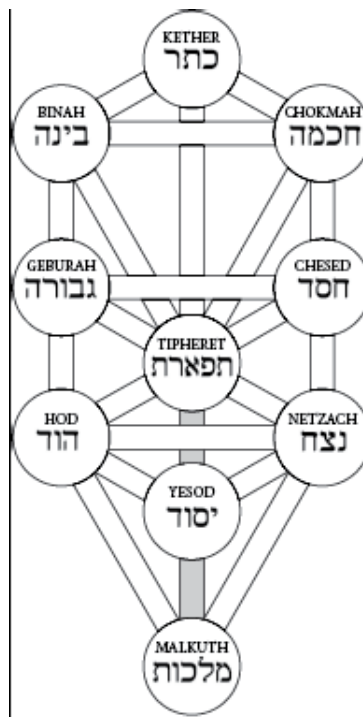 KETHER
כתר
BINAH
בינה
CHOKMAH
חכמה
GEBURAH
גבורה
CHESED
חסד
TIPHERET
תפארת
HOD
הוד
NETZACH
נצח
YESOD
יסוד
MALKUTH
מלכות